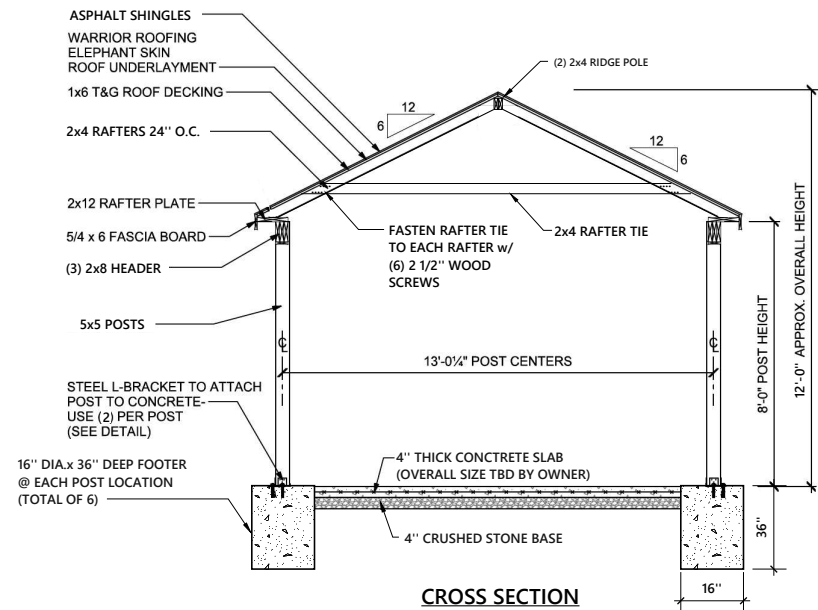 ASPHALT SHINGLES
WARRIOR ROOFING
ELEPHANT SKIN
ROOF UNDERLAYMENT
1x6 T&G ROOF DECKING
2x4 RAFTERS 24'' O.C.
2x12 RAFTER PLATE
5/4 x 6 FASCIA BOARD
(3) 2x8 HEADER
5x5 POSTS
STEEL L-BRACKET TO ATTACH
POST TO CONCRETE-
USE (2) PER POST
(SEE DETAIL)
16'' DIA.x 36'' DEEP FOOTER
@ EACH POST LOCATION
(TOTAL OF 6)
(2) 2x4 RIDGE POLE
12
6
12
6
FASTEN RAFTER TIE
TO EACH RAFTER w/
(6) 2 1/2'' WOOD
SCREWS
2x4 RAFTER TIE
℄
℄
13'-0¼" POST CENTERS
4'' THICK CONCRETE SLAB
(OVERALL SIZE TBD BY OWNER)
4'' CRUSHED STONE BASE
8'-0" POST HEIGHT
12'-0" APPROX. OVERALL HEIGHT
36''
16''
CROSS SECTION